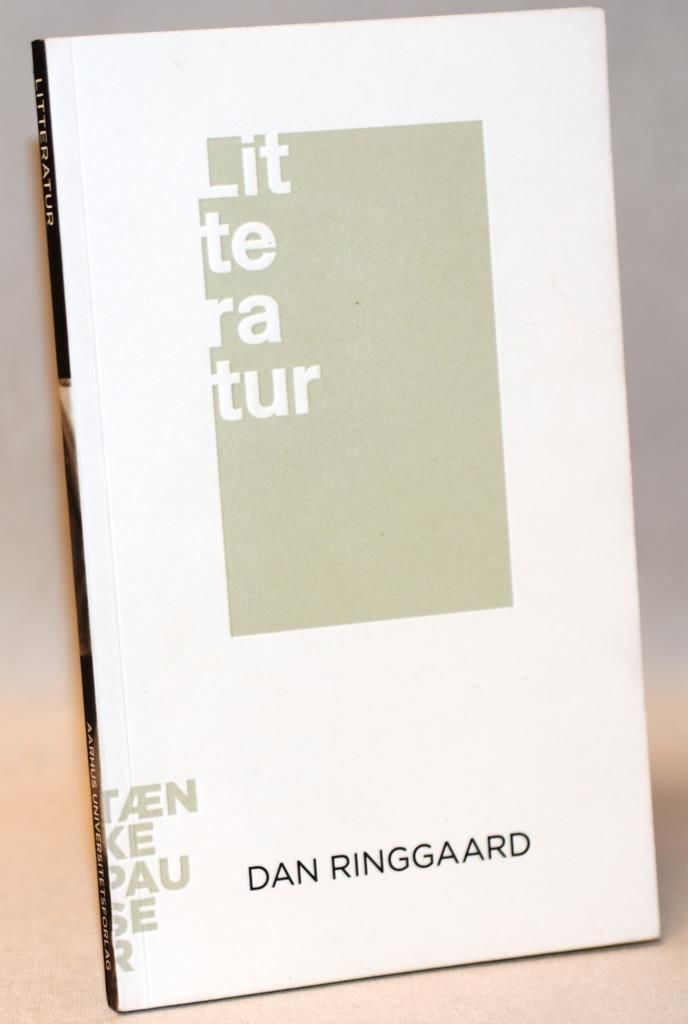 LITTERATUR
AARHUS UNIVERSITETSFORLAG
Lit
te
ra
tur
TÆN
KE
PAU
SE
R
DAN RINGGAARD